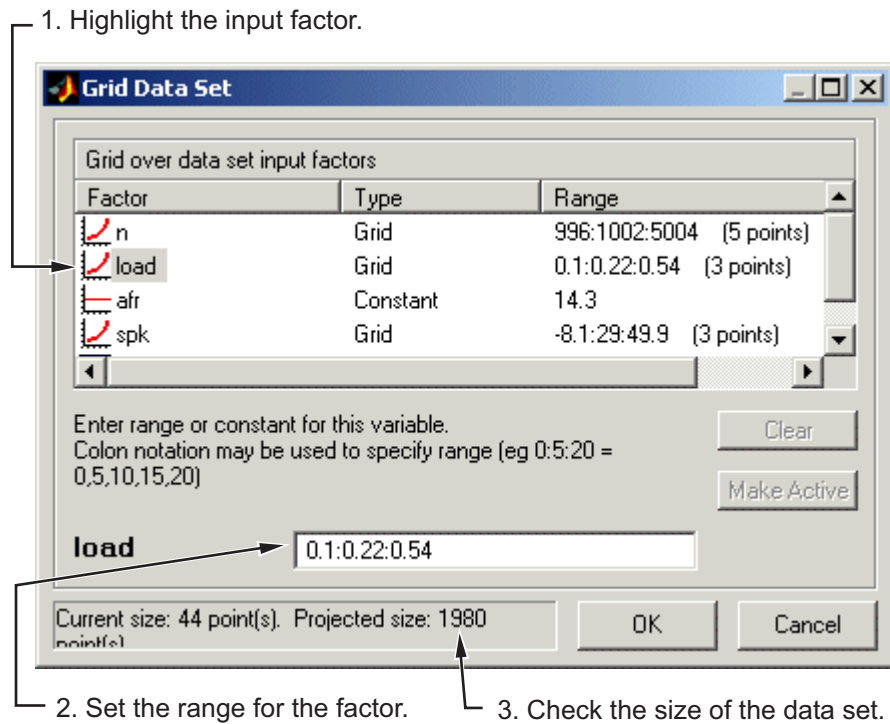 1. Highlight the input factor.
Grid Data Set
Grid over data set input factors
Factor Type Range
n Grid 996:1002:5004 (5 points)
load Grid 0.1:0.22:0.54 (3 points)
afr Constant 14.3
spk Grid -8.1:29:49.9 (3 points)
Enter range or constant for this variable.
Colon notation may be used to specify range (eg 0:5:20 =
0,5,10,15,20)
Clear
Make Active
load 0.1:0.22:0.54
Current size: 44 point(s). Projected size: 1980
point(s)
OK Cancel
2. Set the range for the factor. 3. Check the size of the data set.